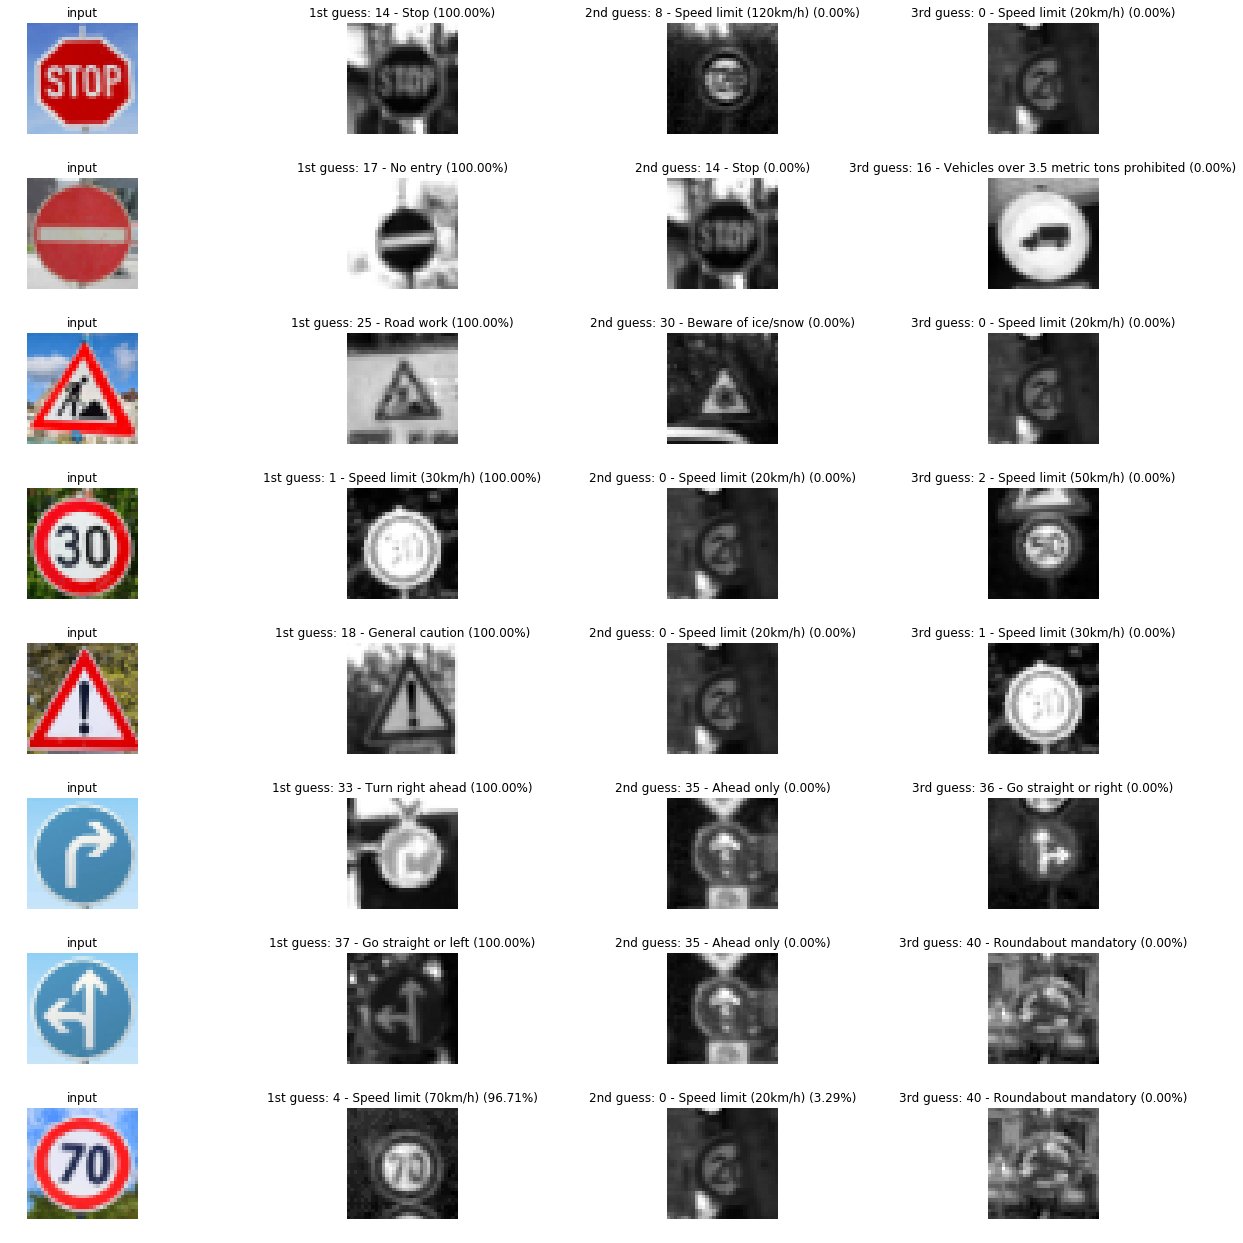 input
1st guess: 14 - Stop (100.00%)
2nd guess: 8 - Speed limit (120km/h) (0.00%)
3rd guess: 0 - Speed limit (20km/h) (0.00%)
STOP
STOP
input
1st guess: 17 - No entry (100.00%)
2nd guess: 14 - Stop (0.00%)
3rd guess: 16 - Vehicles over 3.5 metric tons prohibited (0.00%)
STOP
input
1st guess: 25 - Road work (100.00%)
2nd guess: 30 - Beware of ice/snow (0.00%)
3rd guess: 0 - Speed limit (20km/h) (0.00%)
input
1st guess: 1 - Speed limit (30km/h) (100.00%)
2nd guess: 0 - Speed limit (20km/h) (0.00%)
3rd guess: 2 - Speed limit (50km/h) (0.00%)
30
30
50
input
1st guess: 18 - General caution (100.00%)
2nd guess: 0 - Speed limit (20km/h) (0.00%)
3rd guess: 1 - Speed limit (30km/h) (0.00%)
!
!
30
input
1st guess: 33 - Turn right ahead (100.00%)
2nd guess: 35 - Ahead only (0.00%)
3rd guess: 36 - Go straight or right (0.00%)
input
1st guess: 37 - Go straight or left (100.00%)
2nd guess: 35 - Ahead only (0.00%)
3rd guess: 40 - Roundabout mandatory (0.00%)
input
1st guess: 4 - Speed limit (70km/h) (96.71%)
2nd guess: 0 - Speed limit (20km/h) (3.29%)
3rd guess: 40 - Roundabout mandatory (0.00%)
70
70